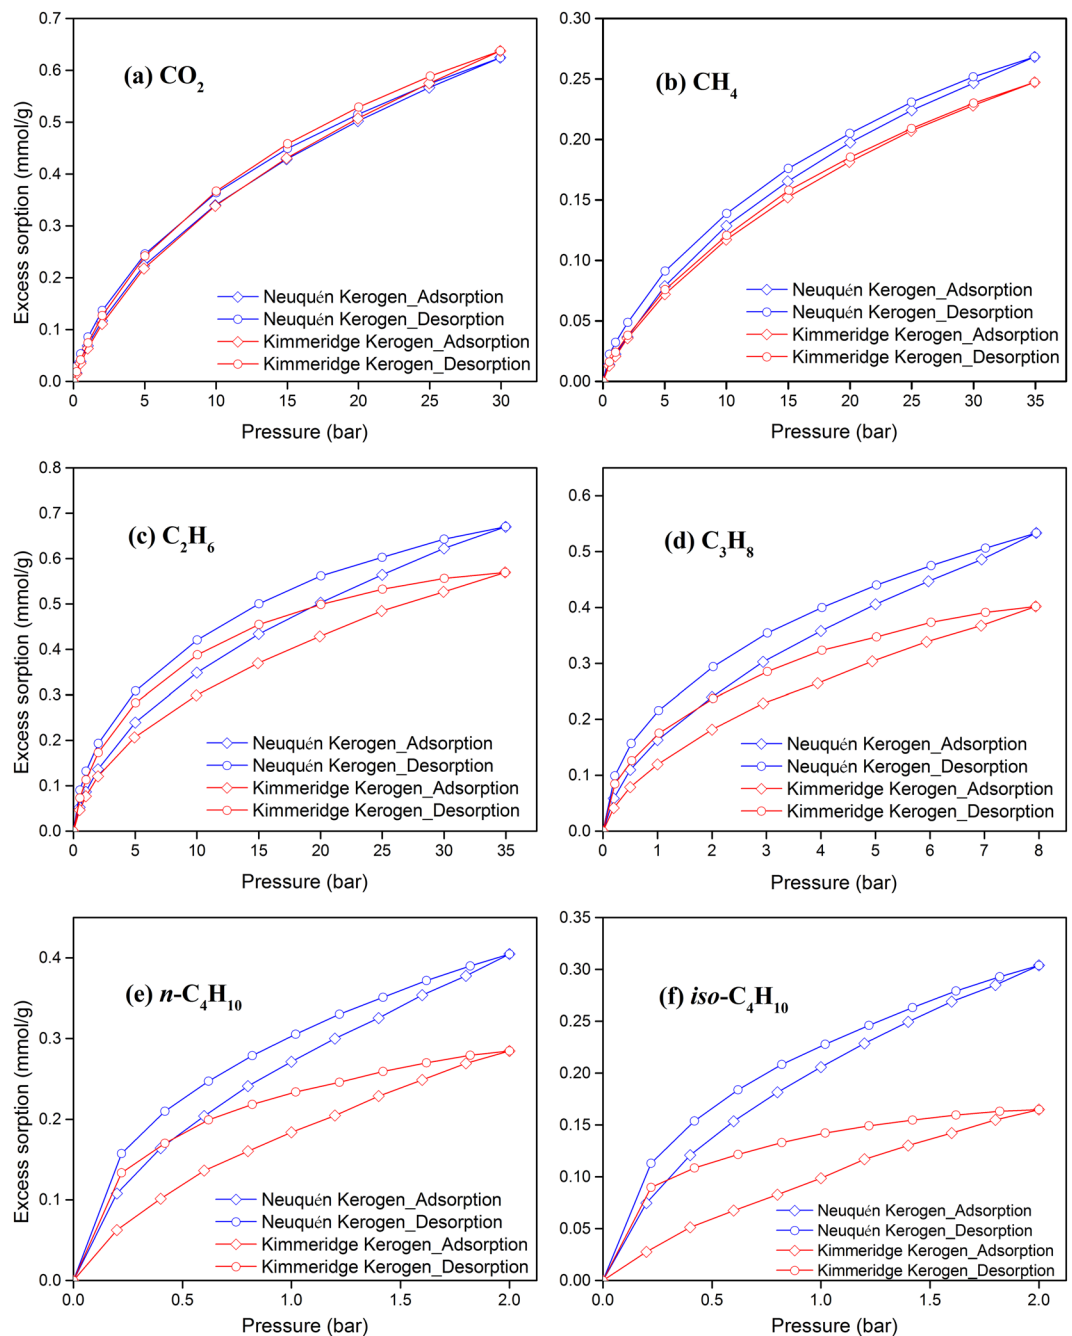 (a) CO2
Excess sorption (mmol/g)
0.7
0.6
0.5
0.4
0.3
0.2
0.1
0.0
Neuquén Kerogen_Adsorption
Neuquén Kerogen_Desorption
Kimmeridge Kerogen_Adsorption
Kimmeridge Kerogen_Desorption
0 5 10 15 20 25 30
Pressure (bar)
(b) CH4
0.30
0.25
0.20
0.15
0.10
0.05
0.00
Neuquén Kerogen_Adsorption
Neuquén Kerogen_Desorption
Kimmeridge Kerogen_Adsorption
Kimmeridge Kerogen_Desorption
0 5 10 15 20 25 30 35
Pressure (bar)
(c) C2H6
Excess sorption (mmol/g)
0.8
0.7
0.6
0.5
0.4
0.3
0.2
0.1
0.0
Neuquén Kerogen_Adsorption
Neuquén Kerogen_Desorption
Kimmeridge Kerogen_Adsorption
Kimmeridge Kerogen_Desorption
0 5 10 15 20 25 30 35
Pressure (bar)
(d) C3H8
0.6
0.5
0.4
0.3
0.2
0.1
0.0
Neuquén Kerogen_Adsorption
Neuquén Kerogen_Desorption
Kimmeridge Kerogen_Adsorption
Kimmeridge Kerogen_Desorption
0 1 2 3 4 5 6 7 8
Pressure (bar)
(e) n-C4H10
Excess sorption (mmol/g)
0.4
0.3
0.2
0.1
0.0
Neuquén Kerogen_Adsorption
Neuquén Kerogen_Desorption
Kimmeridge Kerogen_Adsorption
Kimmeridge Kerogen_Desorption
0.0 0.5 1.0 1.5 2.0
Pressure (bar)
(f) iso-C4H10
0.35
0.30
0.25
0.20
0.15
0.10
0.05
0.00
Neuquén Kerogen_Adsorption
Neuquén Kerogen_Desorption
Kimmeridge Kerogen_Adsorption
Kimmeridge Kerogen_Desorption
0.0 0.5 1.0 1.5 2.0
Pressure (bar)